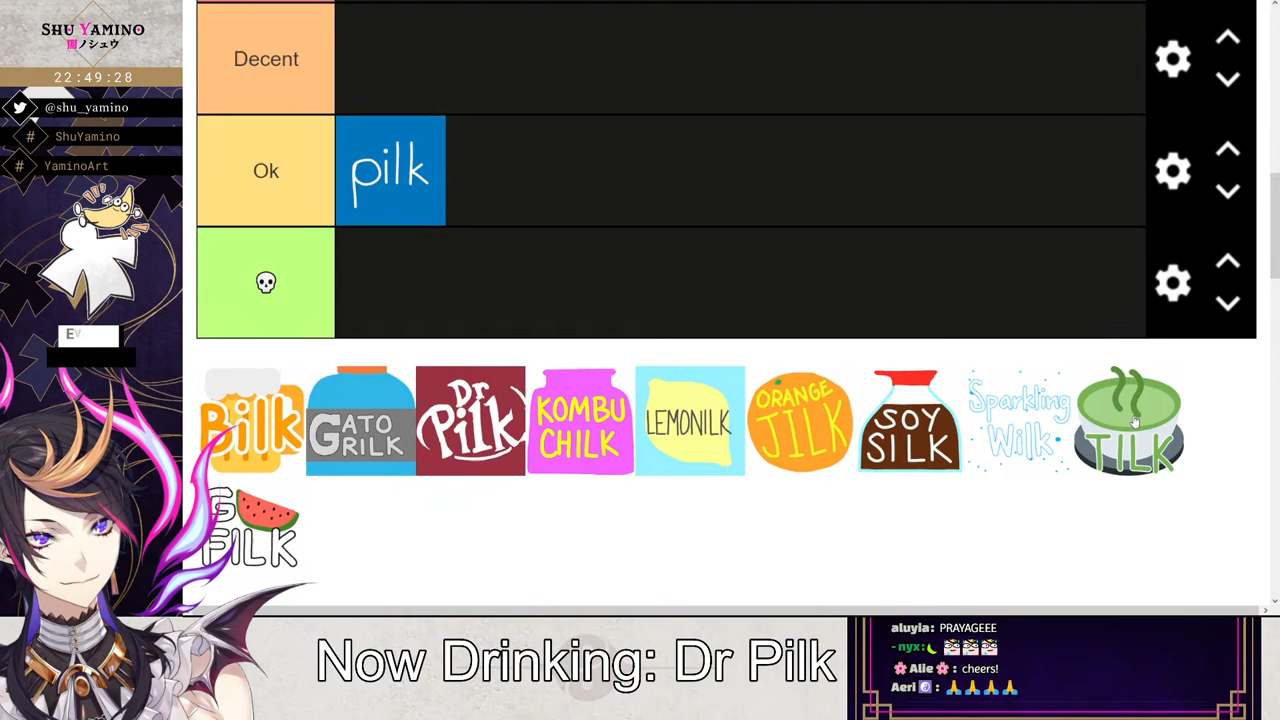 SHU YAMINO
闇ノシュウ
22:49:28
@shu_yamino
# ShuYamino
# YaminoArt
Decent
Ok
pilk
💀
Bilk
GATO
GRILK
Dr
Pilk
KOMBU
CHILK
LEMONILK
ORANGE
JILK
SOY
SILK
Sparkling
Wilk
TILK
FILK
Now Drinking: Dr Pilk
aluyia: PRAYAGEEE
-nyx:
Alie : cheers!
Aeri : 🙏🙏🙏🙏